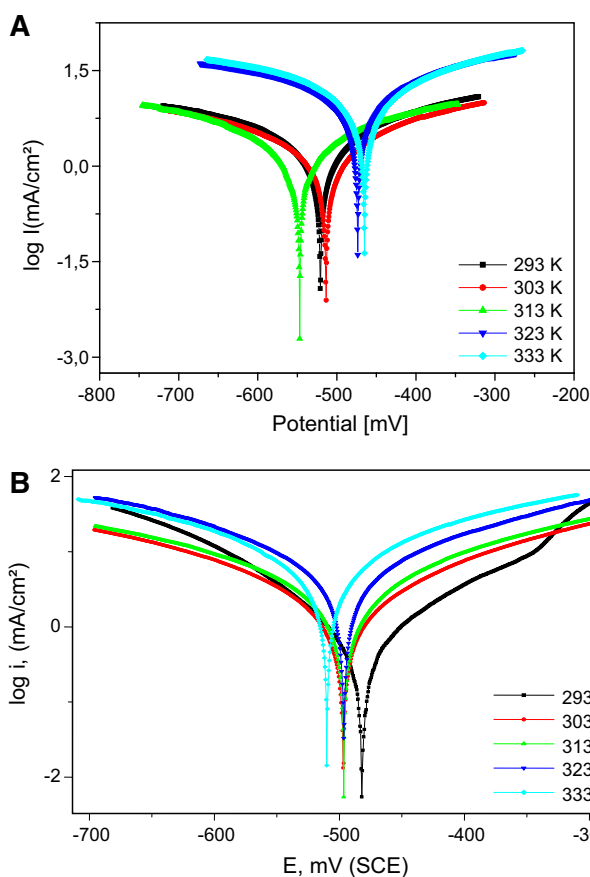 A
log I(mA/cm²)
1,5
0,0
-1,5
-3,0
293 K
303 K
313 K
323 K
333 K
-800 -700 -600 -500 -400 -300 -200
Potential [mV]
B
log i, (mA/cm²)
2
0
-2
293
303
313
323
333
-700 -600 -500 -400 -30
E, mV (SCE)